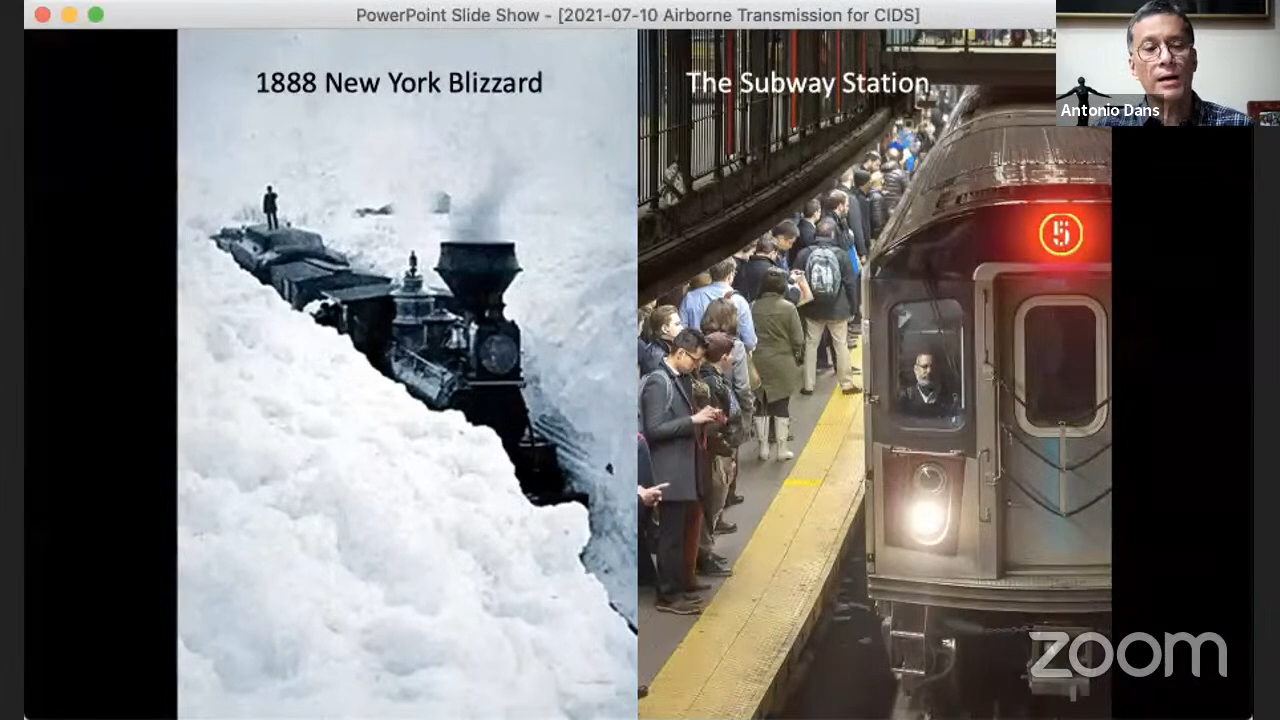 PowerPoint Slide Show - [2021-07-10 Airborne Transmission for CIDS]
1888 New York Blizzard
The Subway Station
Antonio Dans
5
zoom